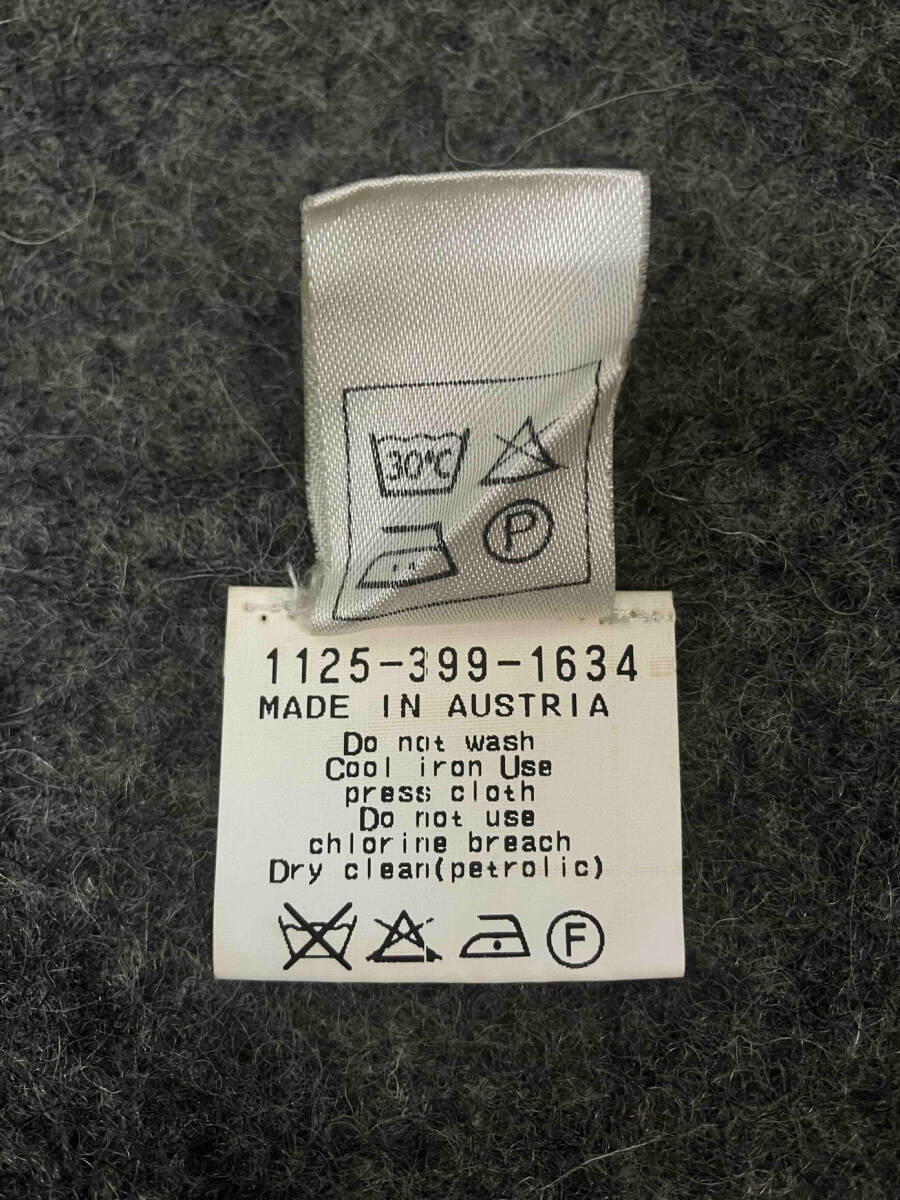 30°C
P
1125-399-1634
MADE IN AUSTRIA
Do not wash
Cool iron Use
press cloth
Do not use
chlorine breach
Dry clean(petrolic)
F